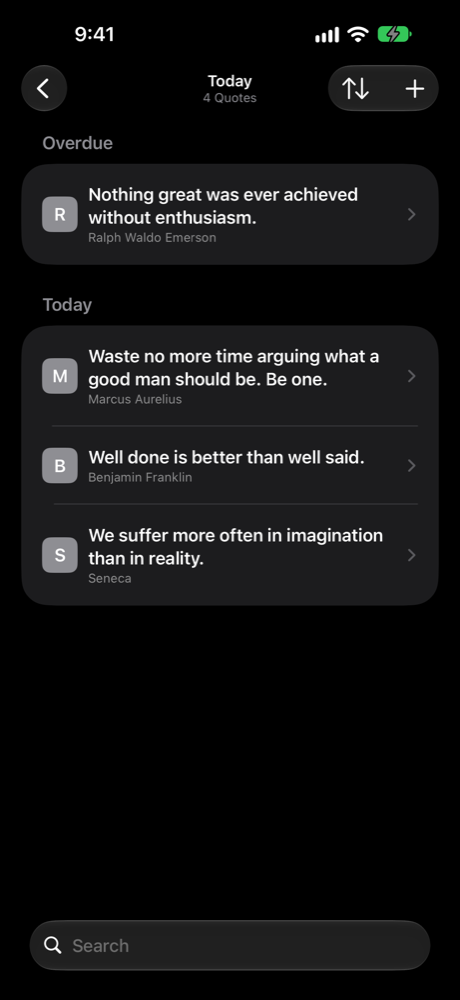 9:41
Today
4 Quotes
Overdue
R
Nothing great was ever achieved
without enthusiasm.
Ralph Waldo Emerson
Today
M
Waste no more time arguing what a
good man should be. Be one.
Marcus Aurelius
B
Well done is better than well said.
Benjamin Franklin
S
We suffer more often in imagination
than in reality.
Seneca
Search